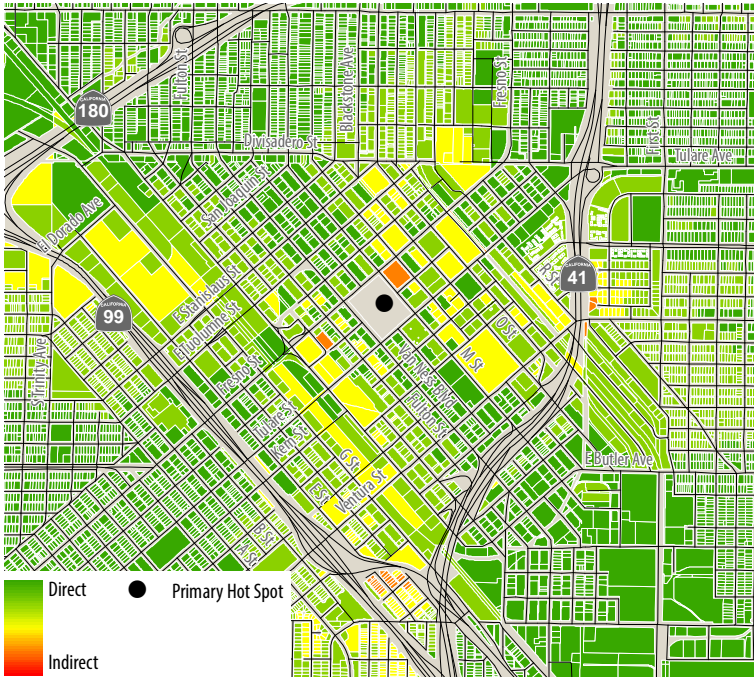 Fulton St
Blackstone Ave
Fresno St
CALIFORNIA
180
Divisadero St
First St
Tulare Ave
San Joaquin St
El Dorado Ave
R St
CALIFORNIA
41
E Stanislaus St
CALIFORNIA
99
E Tuolumne St
O St
M St
S Trinity Ave
Van Ness Blvd
Fresno St
Fulton St
Tulare St
Kern St
G St
E Butler Ave
Ventura St
E St
B St
A St
Direct
Primary Hot Spot
Indirect